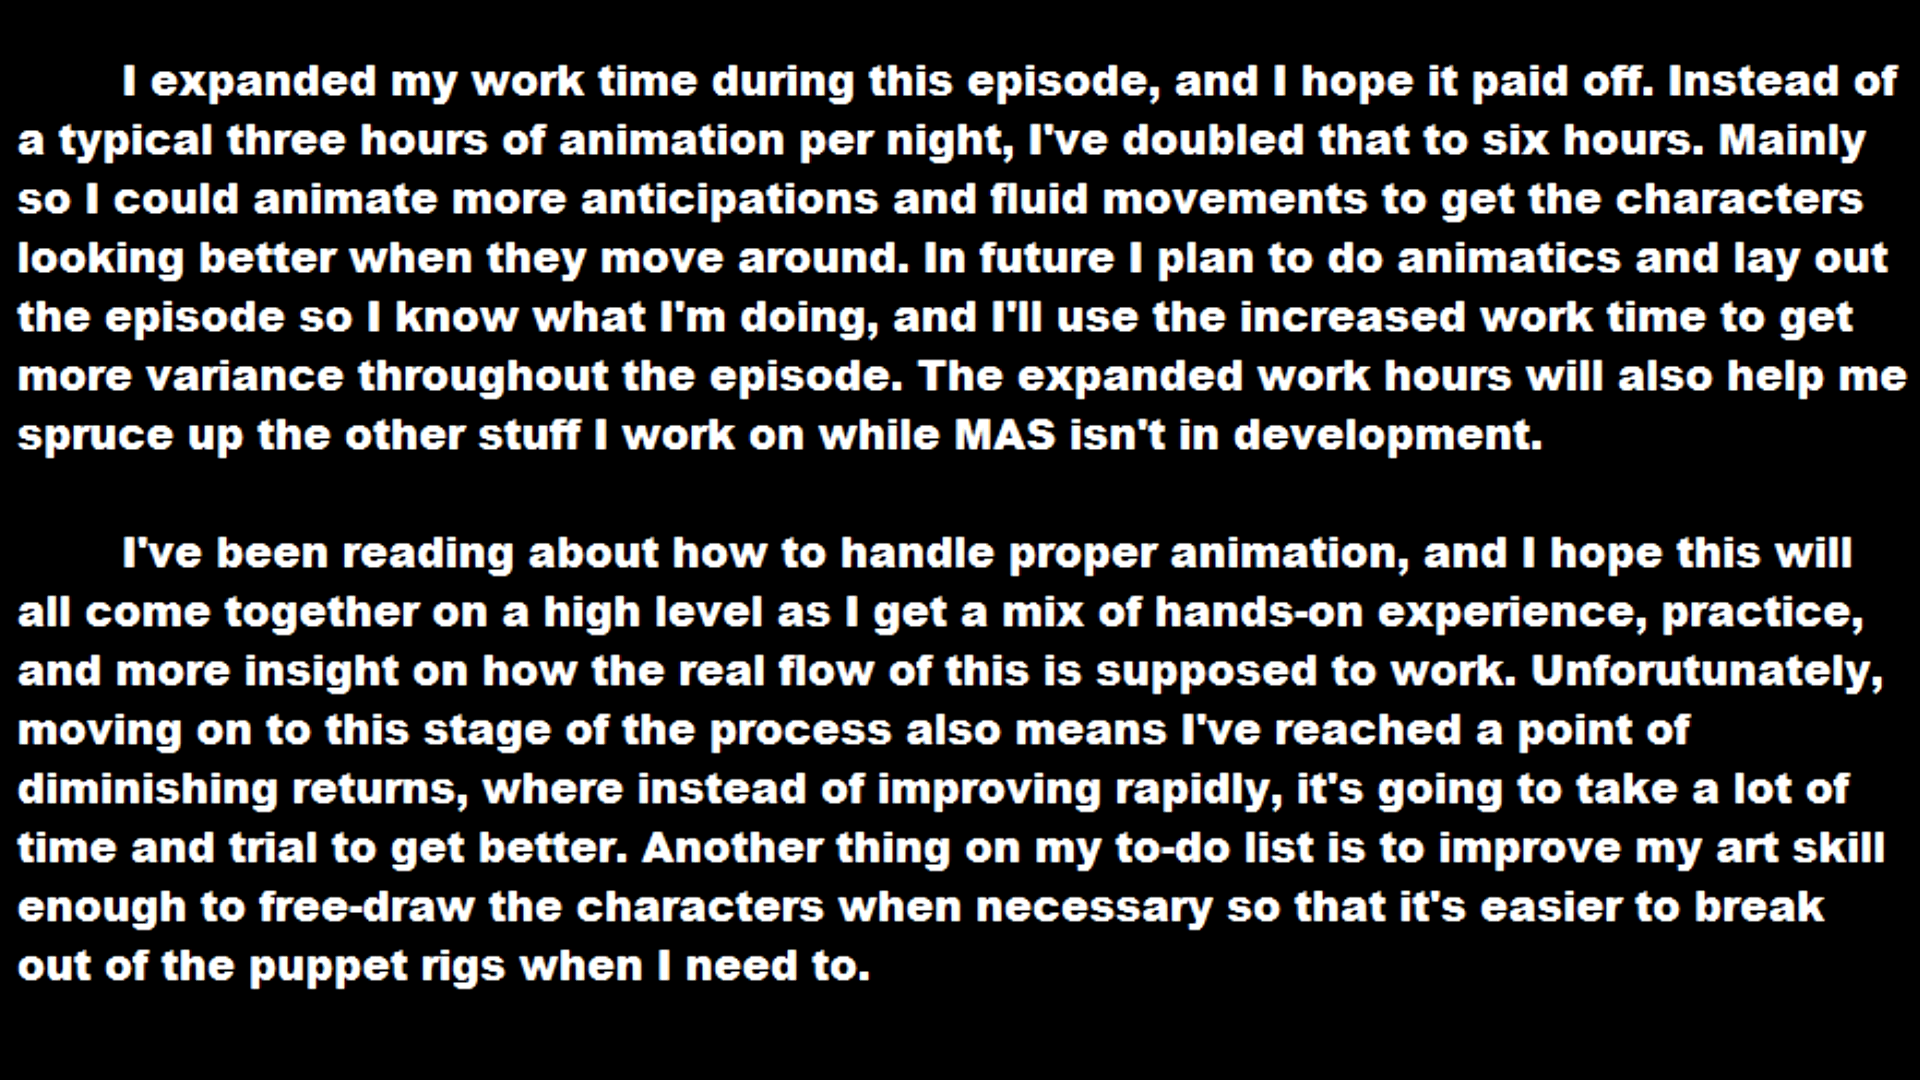 I expanded my work time during this episode, and I hope it paid off. Instead of
a typical three hours of animation per night, I've doubled that to six hours. Mainly
so I could animate more anticipations and fluid movements to get the characters
looking better when they move around. In future I plan to do animatics and lay out
the episode so I know what I'm doing, and I'll use the increased work time to get
more variance throughout the episode. The expanded work hours will also help me
spruce up the other stuff I work on while MAS isn't in development.
I've been reading about how to handle proper animation, and I hope this will
all come together on a high level as I get a mix of hands-on experience, practice,
and more insight on how the real flow of this is supposed to work. Unforutunately,
moving on to this stage of the process also means I've reached a point of
diminishing returns, where instead of improving rapidly, it's going to take a lot of
time and trial to get better. Another thing on my to-do list is to improve my art skill
enough to free-draw the characters when necessary so that it's easier to break
out of the puppet rigs when I need to.